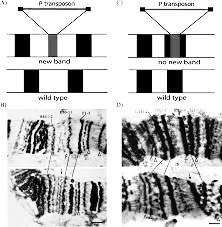 A) P transposon
new band
wild type
C) P transposon
no new band
wild type
B)
D)